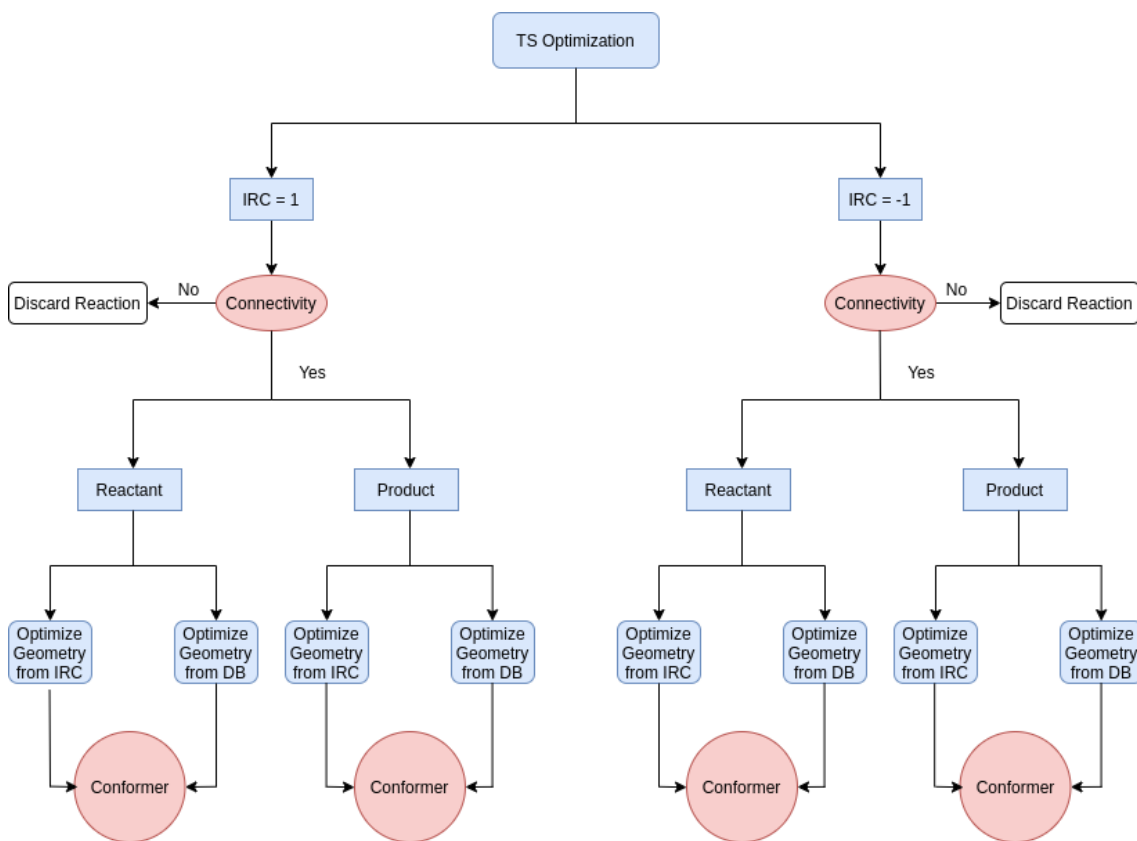 TS Optimization
IRC = 1
IRC = -1
Discard Reaction
No
Connectivity
Connectivity
No
Discard Reaction
Yes
Yes
Reactant
Product
Reactant
Product
Optimize
Geometry
from IRC
Optimize
Geometry
from DB
Optimize
Geometry
from IRC
Optimize
Geometry
from DB
Optimize
Geometry
from IRC
Optimize
Geometry
from DB
Optimize
Geometry
from IRC
Optimize
Geometry
from DB
Conformer
Conformer
Conformer
Conformer